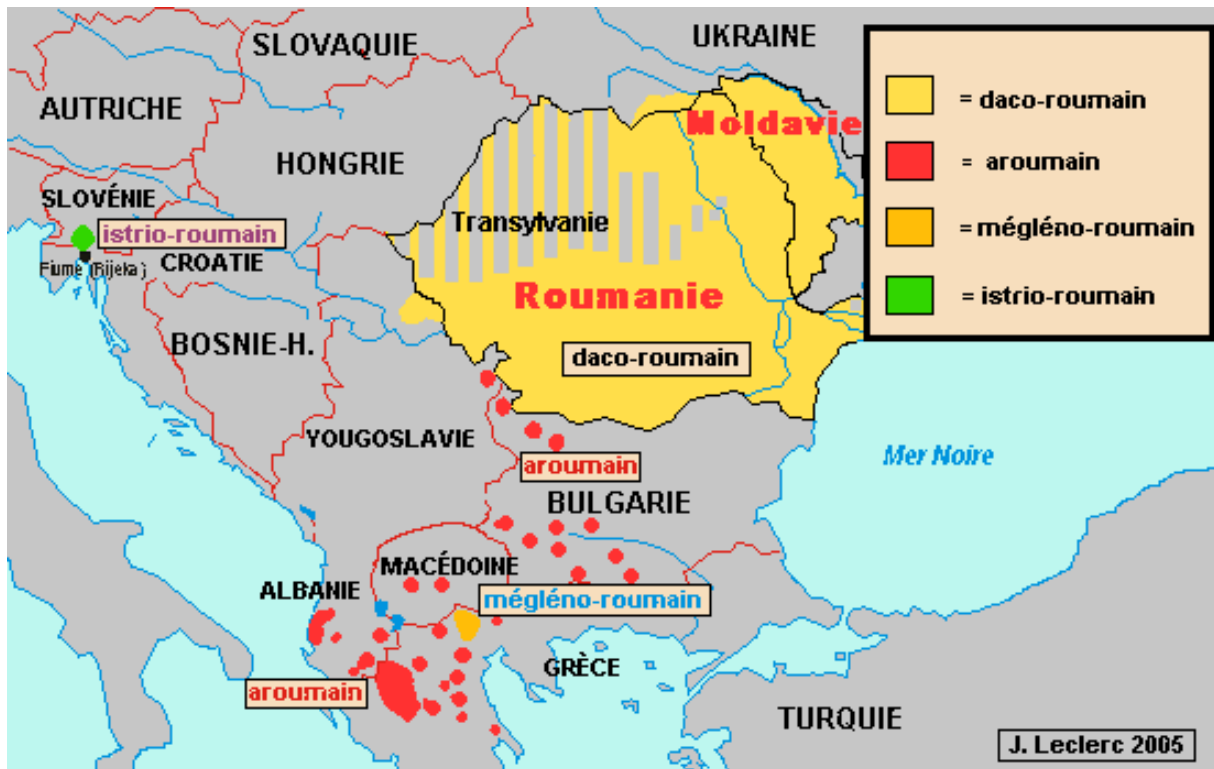 SLOVAQUIE
UKRAINE
AUTRICHE
HONGRIE
Moldavie
SLOVÉNIE
istrio-roumain
Fiume (Rijeka)
CROATIE
Transylvanie
Roumanie
BOSNIE-H.
daco-roumain
YOUGOSLAVIE
aroumain
Mer Noire
BULGARIE
MACÉDOINE
ALBANIE
mégléno-roumain
GRÈCE
aroumain
TURQUIE
= daco-roumain
= aroumain
= mégléno-roumain
= istrio-roumain
J. Leclerc 2005